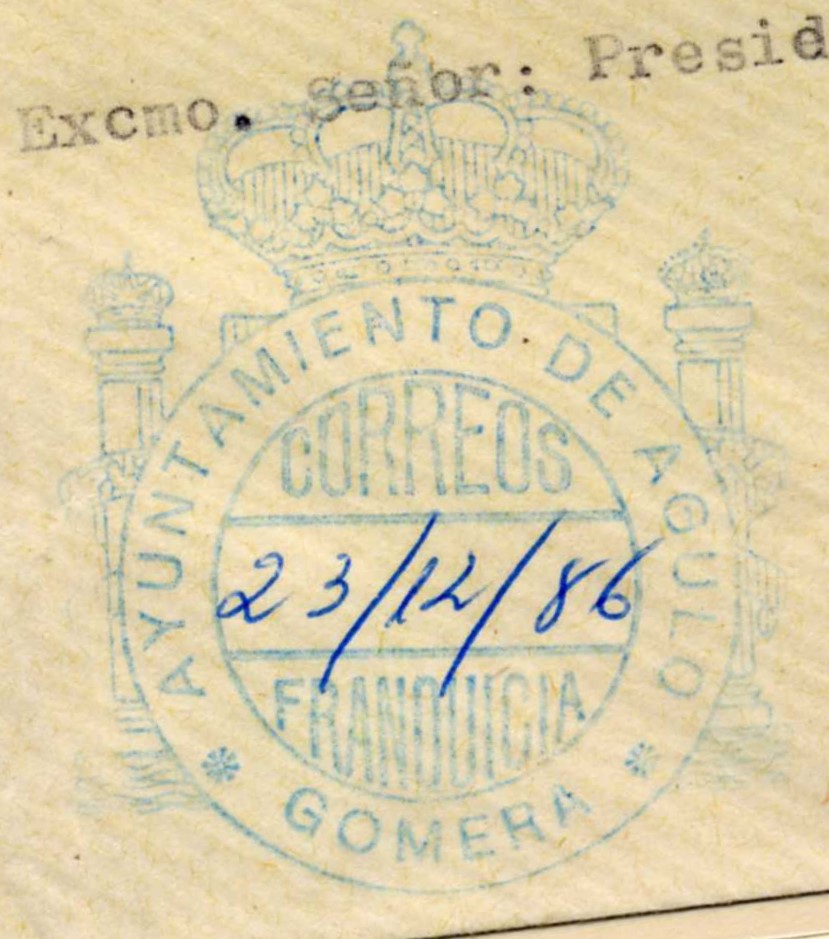 Excmo. Señor: Presid
AYUNTAMIENTO DE AGULO
CORREOS
23/12/86
FRANQUICIA
* GOMERA *